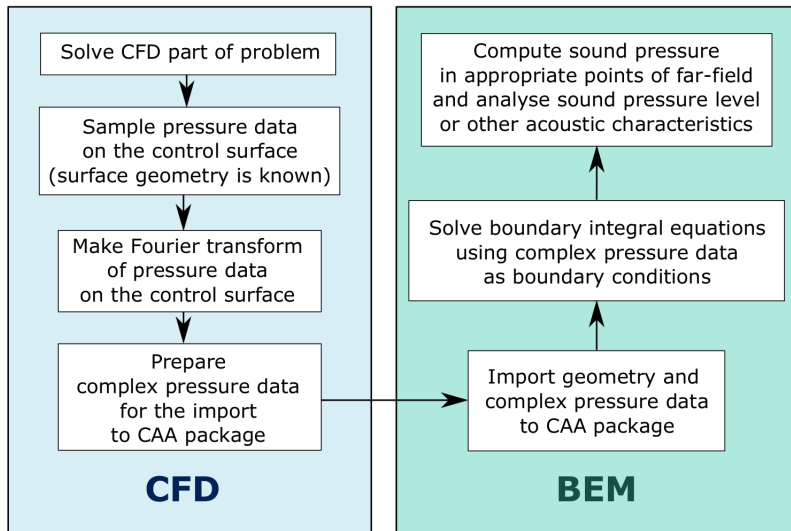 Solve CFD part of problem
Sample pressure data
on the control surface
(surface geometry is known)
Make Fourier transform
of pressure data
on the control surface
Prepare
complex pressure data
for the import
to CAA package
CFD
Compute sound pressure
in appropriate points of far-field
and analyse sound pressure level
or other acoustic characteristics
Solve boundary integral equations
using complex pressure data
as boundary conditions
Import geometry and
complex pressure data
to CAA package
BEM